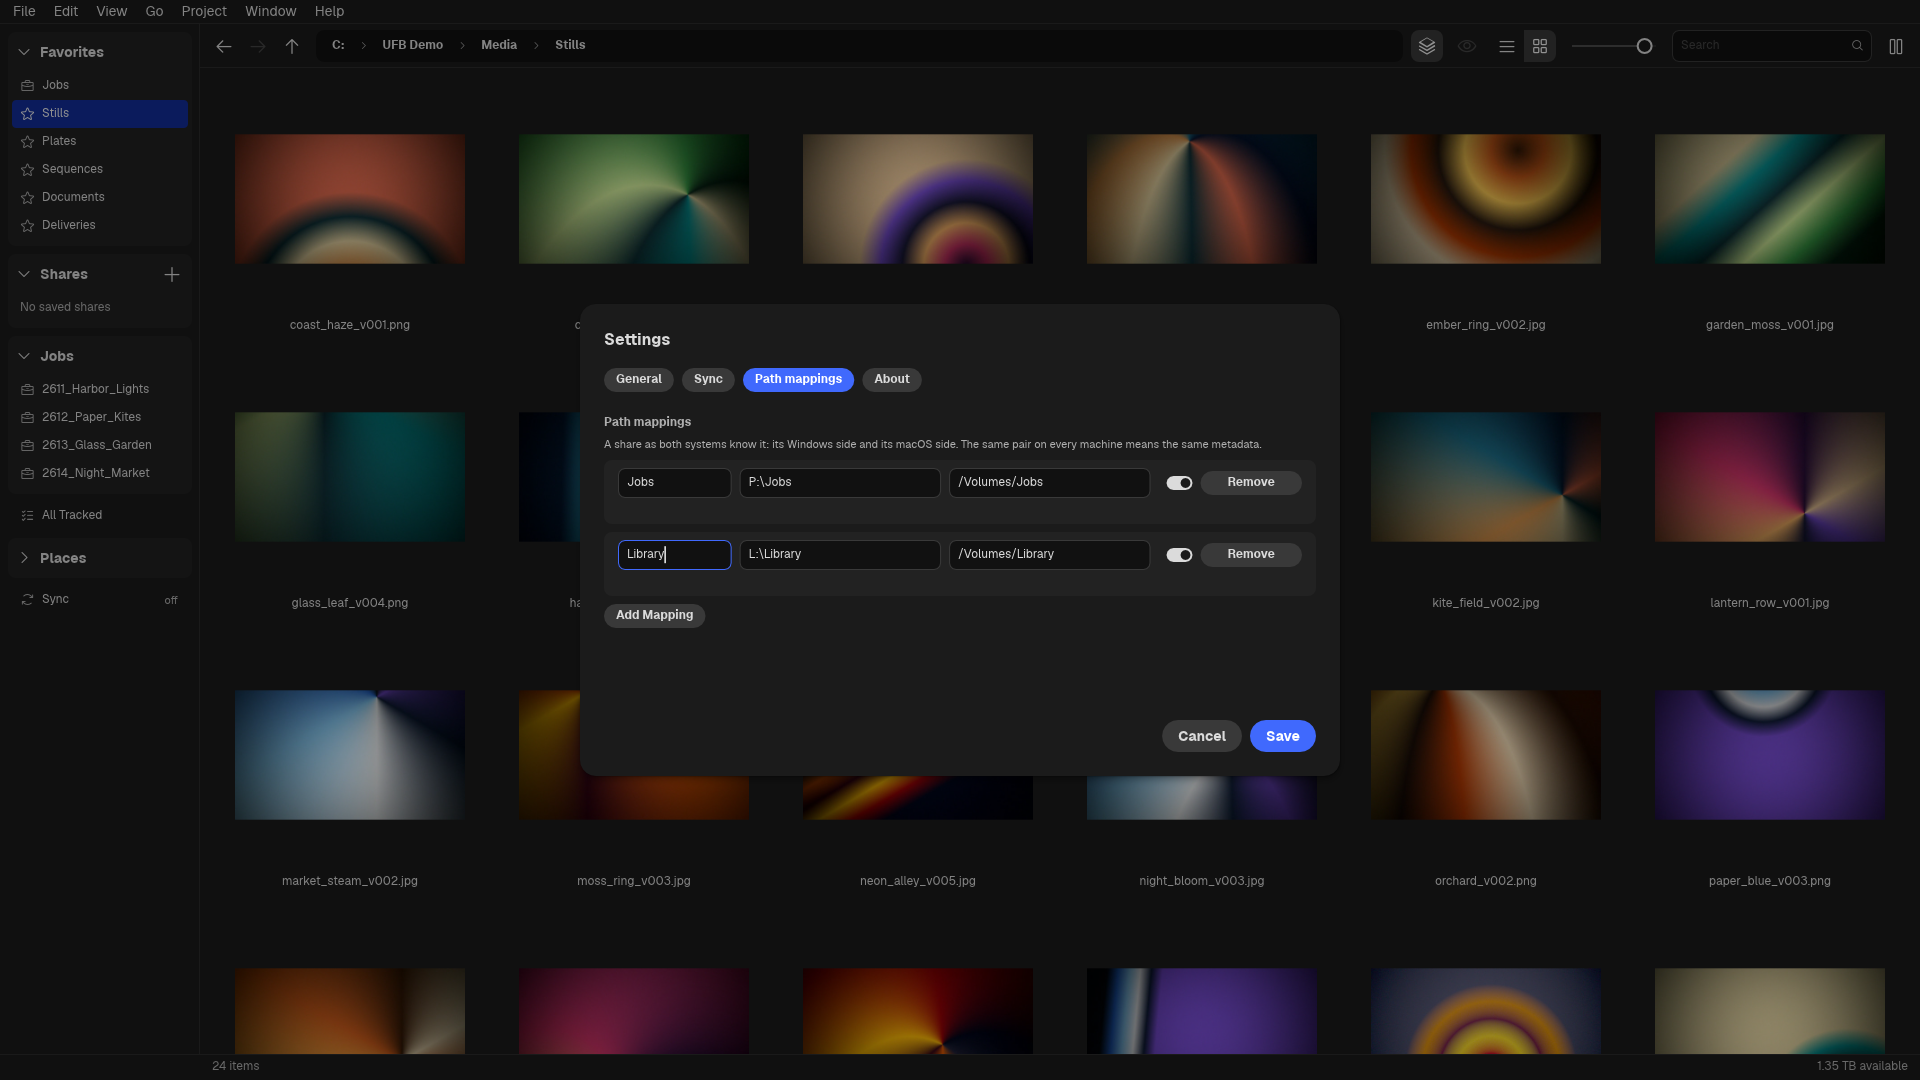 File Edit View Go Project Window Help
Favorites
C: UFB Demo Media Stills
Search
Jobs
Stills
Plates
Sequences
Documents
Deliveries
Shares
No saved shares
coast_haze_v001.png
ember_ring_v002.jpg
garden_moss_v001.jpg
Jobs
2611_Harbor_Lights
2612_Paper_Kites
2613_Glass_Garden
2614_Night_Market
All Tracked
Places
Sync off
Settings
General Sync Path mappings About
Path mappings
A share as both systems know it: its Windows side and its macOS side. The same pair on every machine means the same metadata.
Jobs P:\Jobs /Volumes/Jobs Remove
Library L:\Library /Volumes/Library Remove
Add Mapping
Cancel Save
glass_leaf_v004.png
kite_field_v002.jpg
lantern_row_v001.jpg
market_steam_v002.jpg
moss_ring_v003.jpg
neon_alley_v005.jpg
night_bloom_v003.jpg
orchard_v002.png
paper_blue_v003.png
24 items
1.35 TB available